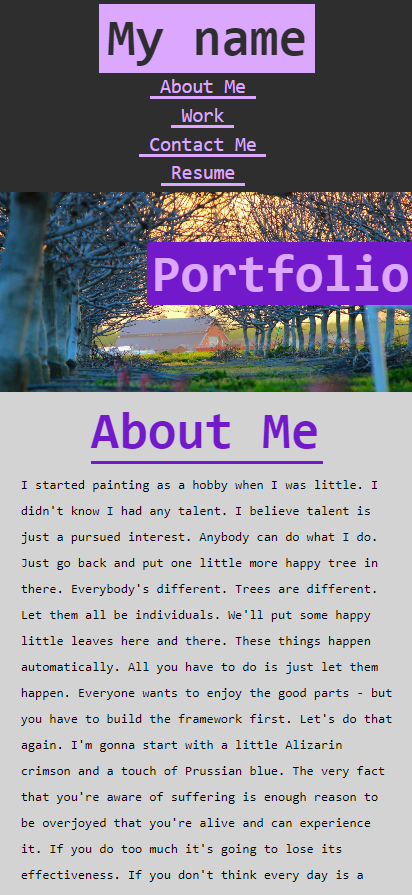 My name
About Me
Work
Contact Me
Resume
Portfolio
About Me
I started painting as a hobby when I was little. I
didn't know I had any talent. I believe talent is
just a pursued interest. Anybody can do what I do.
Just go back and put one little more happy tree in
there. Everybody's different. Trees are different.
Let them all be individuals. We'll put some happy
little leaves here and there. These things happen
automatically. All you have to do is just let them
happen. Everyone wants to enjoy the good parts - but
you have to build the framework first. Let's do that
again. I'm gonna start with a little Alizarin
crimson and a touch of Prussian blue. The very fact
that you're aware of suffering is enough reason to
be overjoyed that you're alive and can experience
it. If you do too much it's going to lose its
effectiveness. If you don't think every day is a